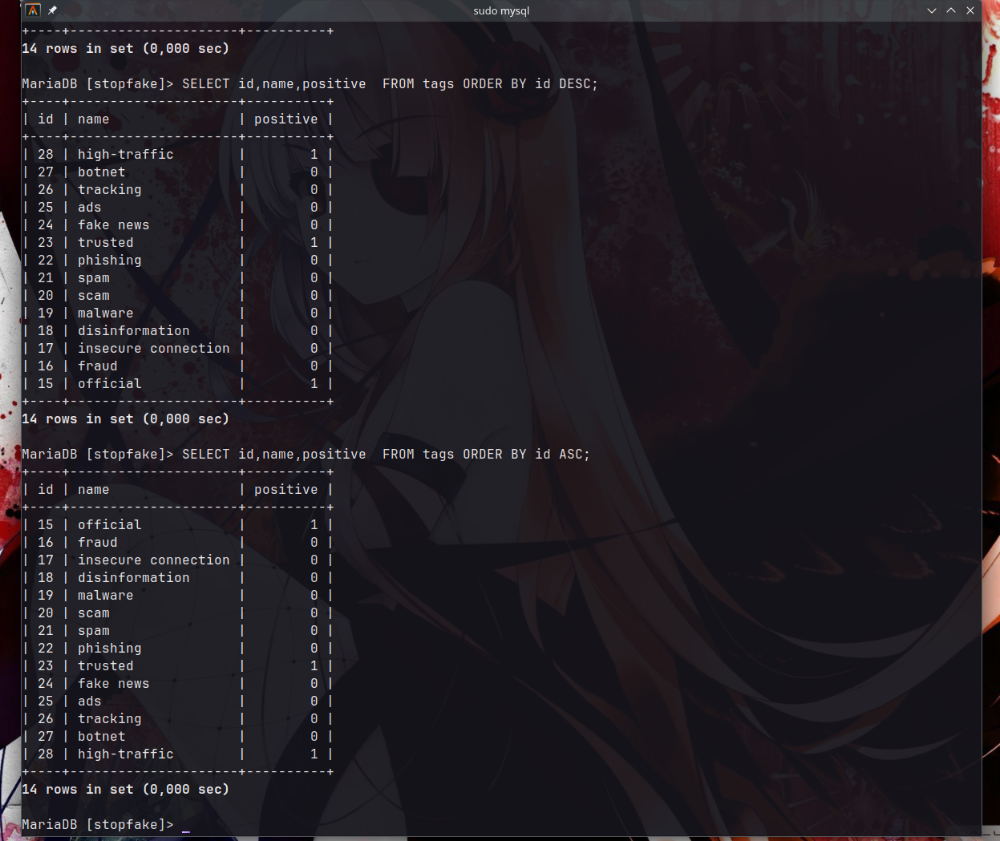 sudo mysql
+----+---------------------+----------+
14 rows in set (0,000 sec)
MariaDB [stopfake]> SELECT id,name,positive  FROM tags ORDER BY id DESC;
+----+---------------------+----------+
| id | name                | positive |
+----+---------------------+----------+
| 28 | high-traffic        |        1 |
| 27 | botnet              |        0 |
| 26 | tracking            |        0 |
| 25 | ads                 |        0 |
| 24 | fake news           |        0 |
| 23 | trusted             |        1 |
| 22 | phishing            |        0 |
| 21 | spam                |        0 |
| 20 | scam                |        0 |
| 19 | malware             |        0 |
| 18 | disinformation      |        0 |
| 17 | insecure connection |        0 |
| 16 | fraud               |        0 |
| 15 | official            |        1 |
+----+---------------------+----------+
14 rows in set (0,000 sec)
MariaDB [stopfake]> SELECT id,name,positive  FROM tags ORDER BY id ASC;
+----+---------------------+----------+
| id | name                | positive |
+----+---------------------+----------+
| 15 | official            |        1 |
| 16 | fraud               |        0 |
| 17 | insecure connection |        0 |
| 18 | disinformation      |        0 |
| 19 | malware             |        0 |
| 20 | scam                |        0 |
| 21 | spam                |        0 |
| 22 | phishing            |        0 |
| 23 | trusted             |        1 |
| 24 | fake news           |        0 |
| 25 | ads                 |        0 |
| 26 | tracking            |        0 |
| 27 | botnet              |        0 |
| 28 | high-traffic        |        1 |
+----+---------------------+----------+
14 rows in set (0,000 sec)
MariaDB [stopfake]> _